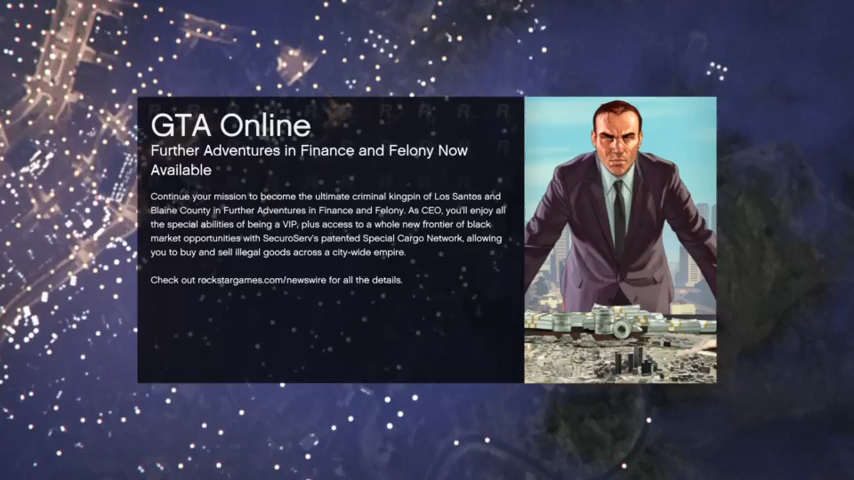 GTA Online
Further Adventures in Finance and Felony Now
Available
Continue your mission to become the ultimate criminal kingpin of Los Santos and
Blaine County in Further Adventures in Finance and Felony. As CEO, you'll enjoy all
the special abilities of being a VIP, plus access to a whole new frontier of black
market opportunities with SecuroServ's patented Special Cargo Network, allowing
you to buy and sell illegal goods across a city-wide empire.
Check out rockstargames.com/newswire for all the details.